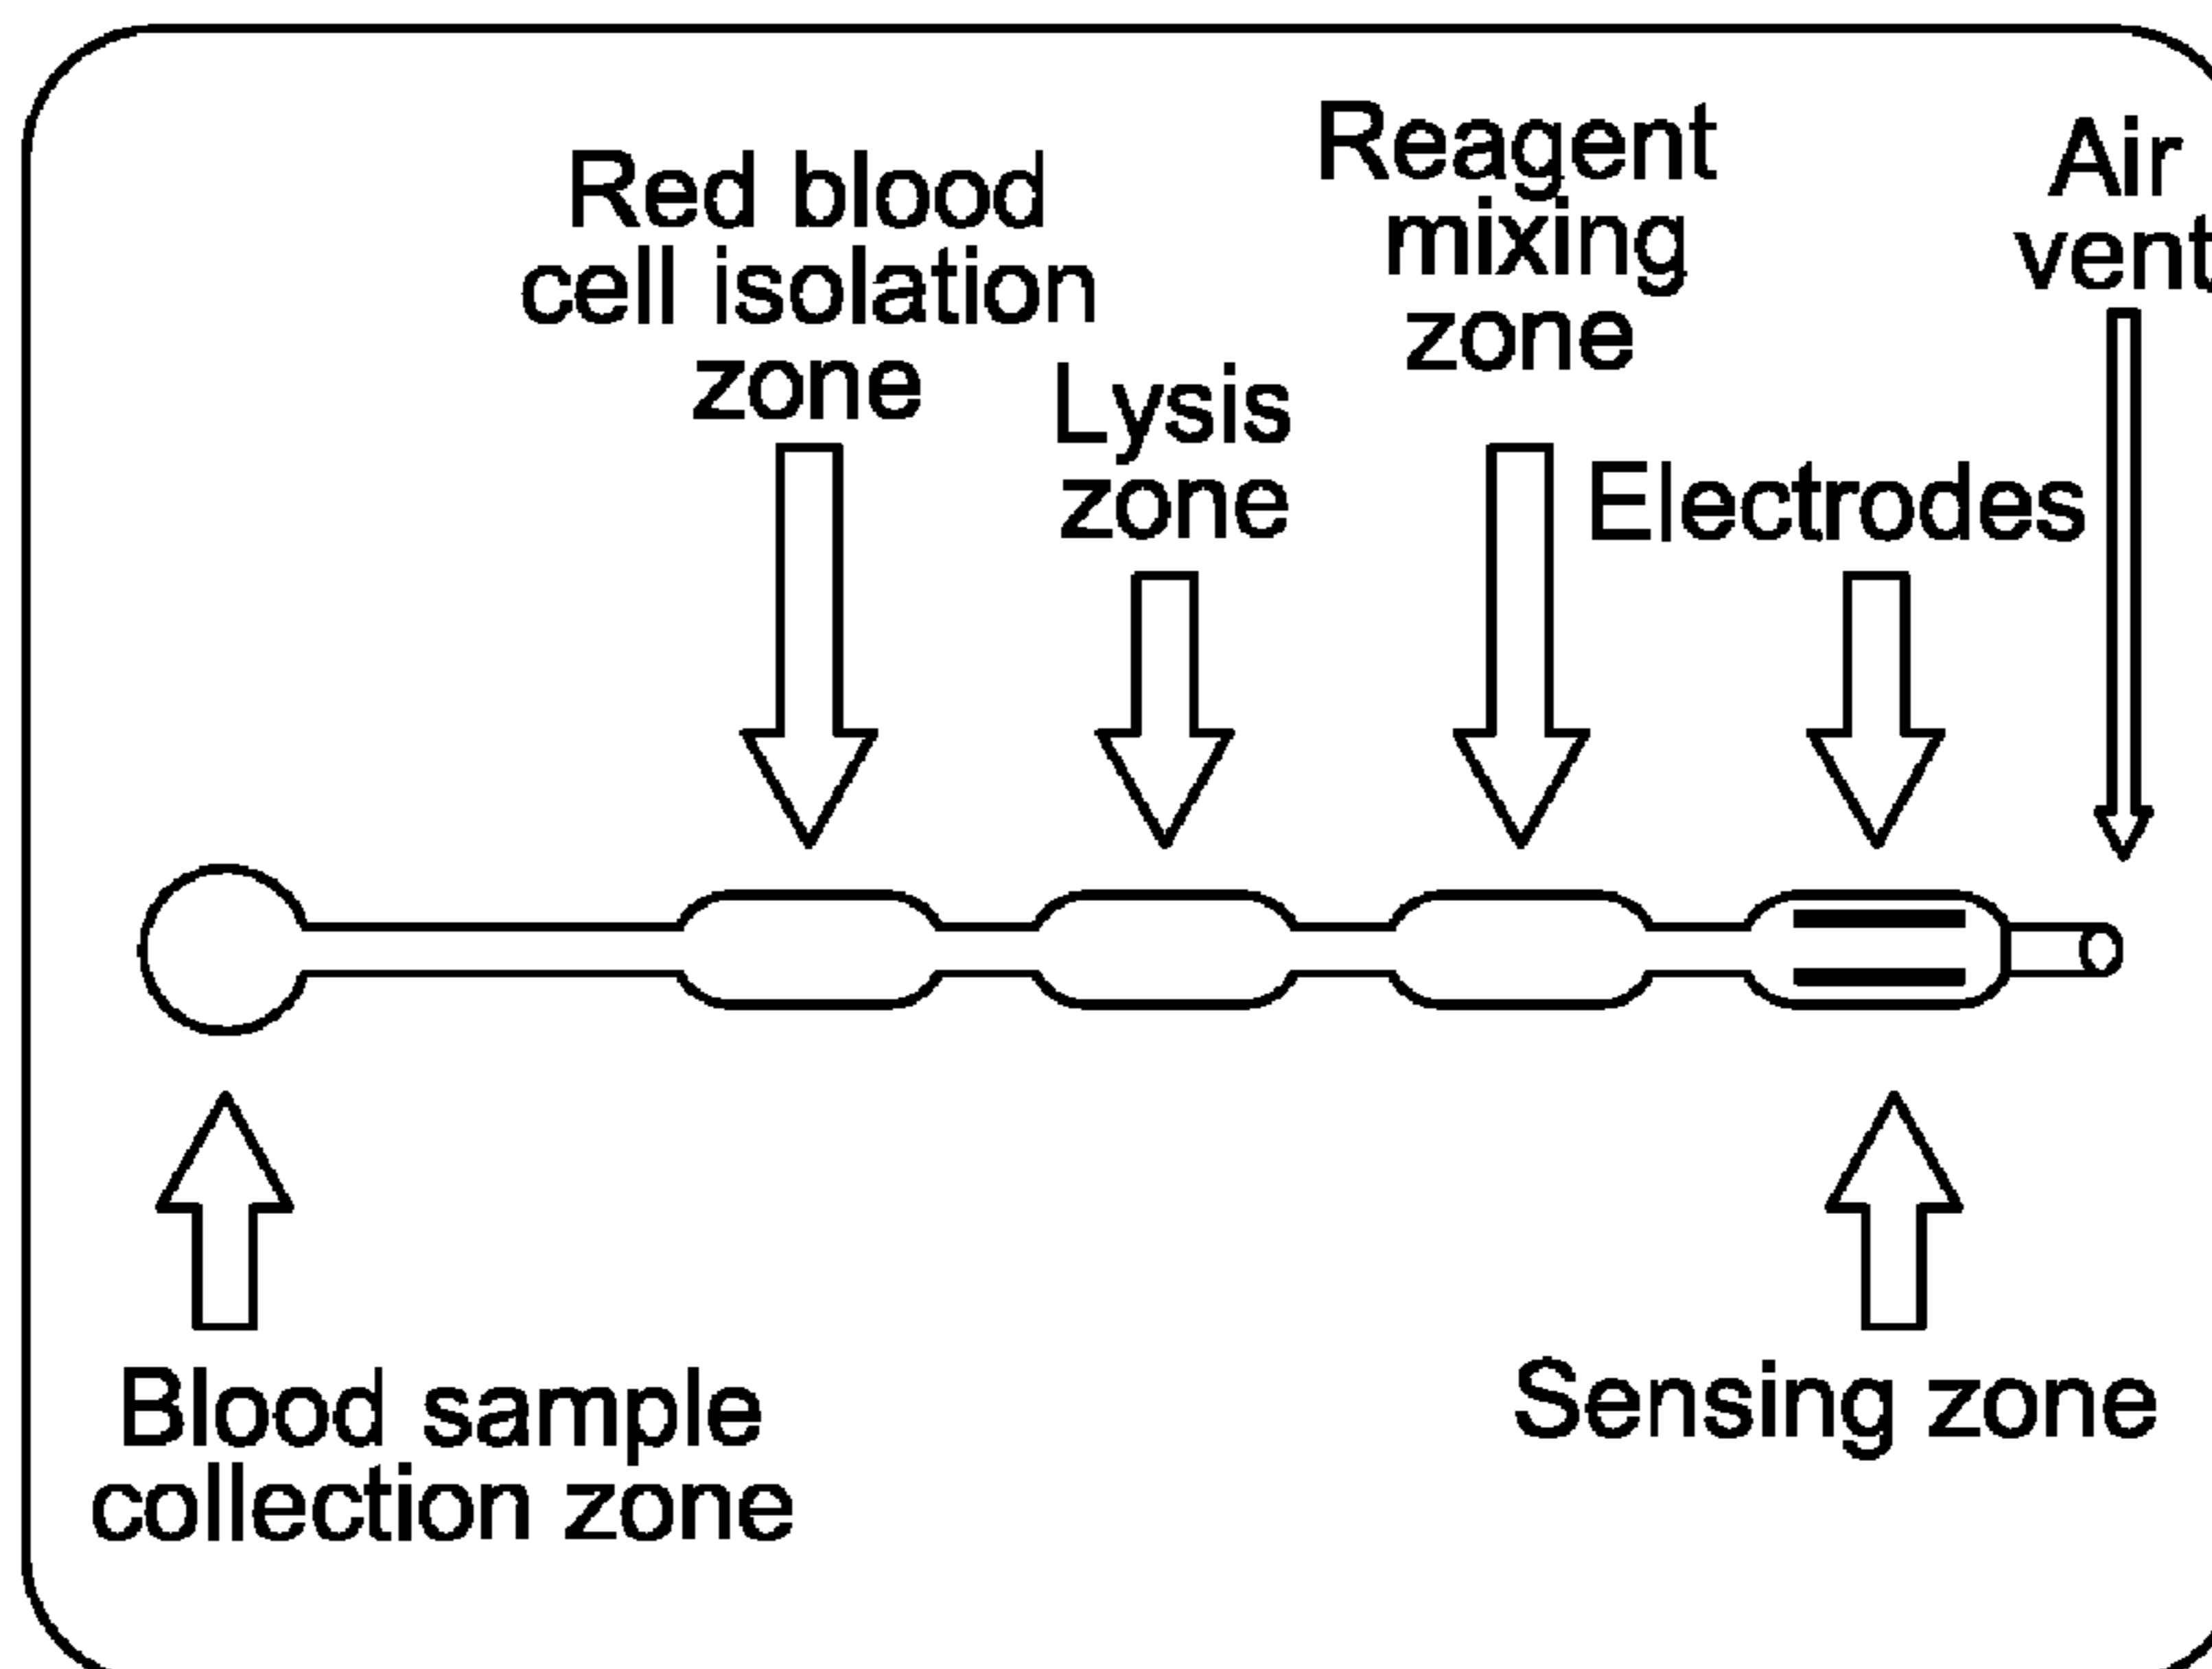 Red blood
cell isolation
zone
Lysis
zone
Reagent
mixing
zone
Electrodes
Air
vent
Blood sample
collection zone
Sensing zone